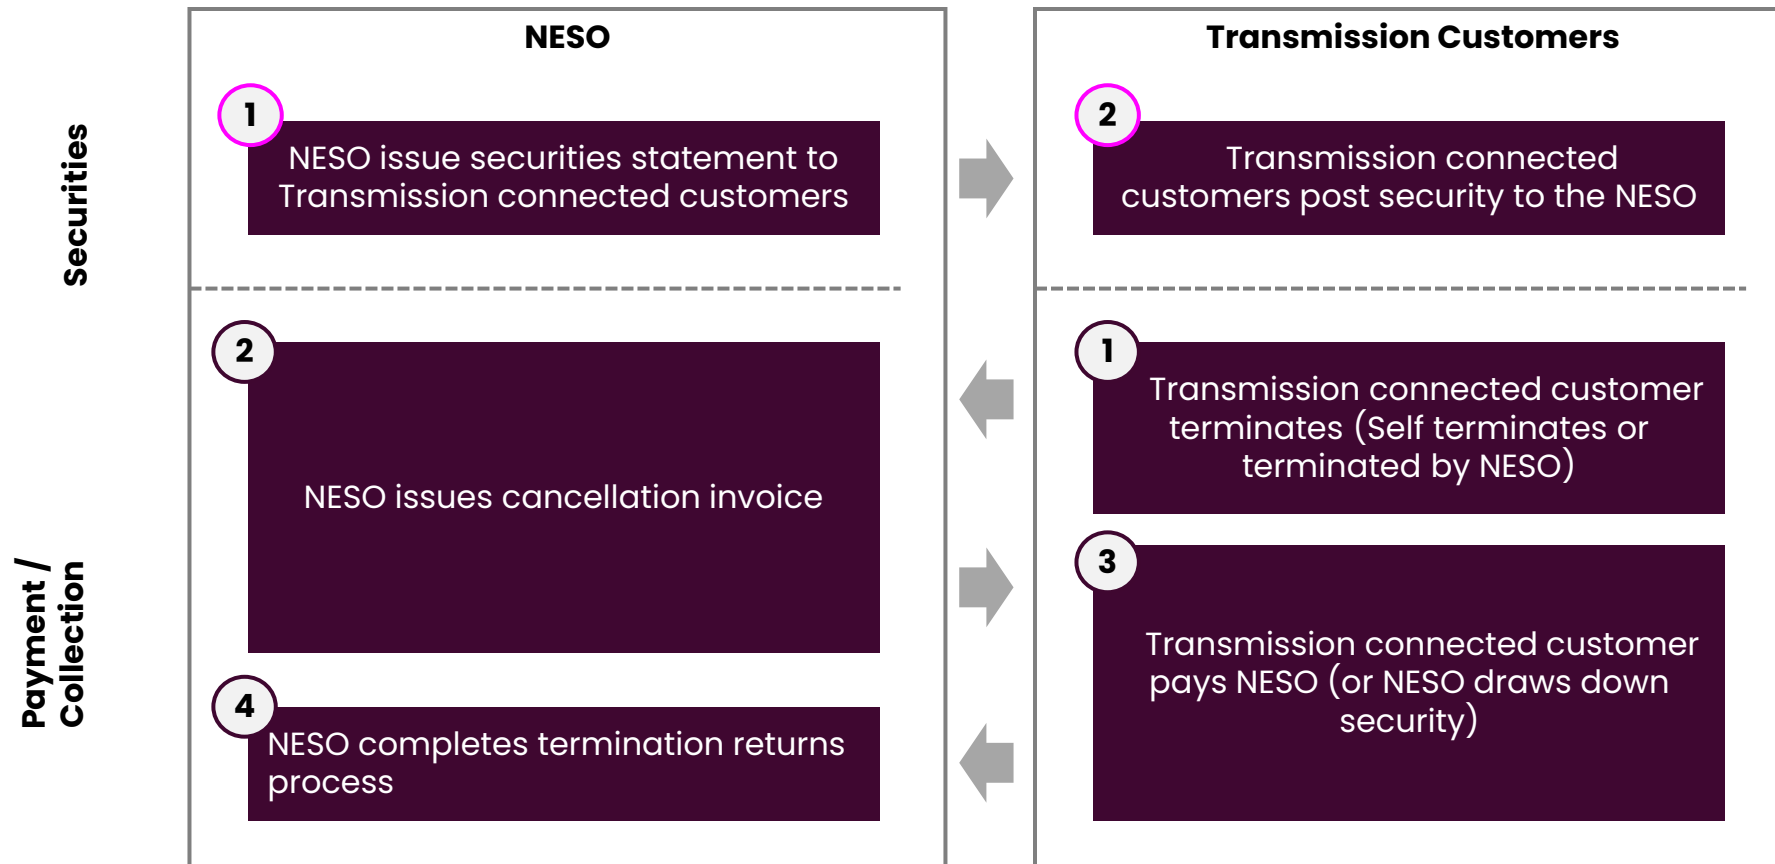 NESO
Transmission Customers
Securities
1
NESO issue securities statement to
Transmission connected customers
2
Transmission connected
customers post security to the NESO
Payment /
Collection
2
NESO issues cancellation invoice
1
Transmission connected customer
terminates (Self terminates or
terminated by NESO)
3
Transmission connected customer
pays NESO (or NESO draws down
security)
4
NESO completes termination returns
process